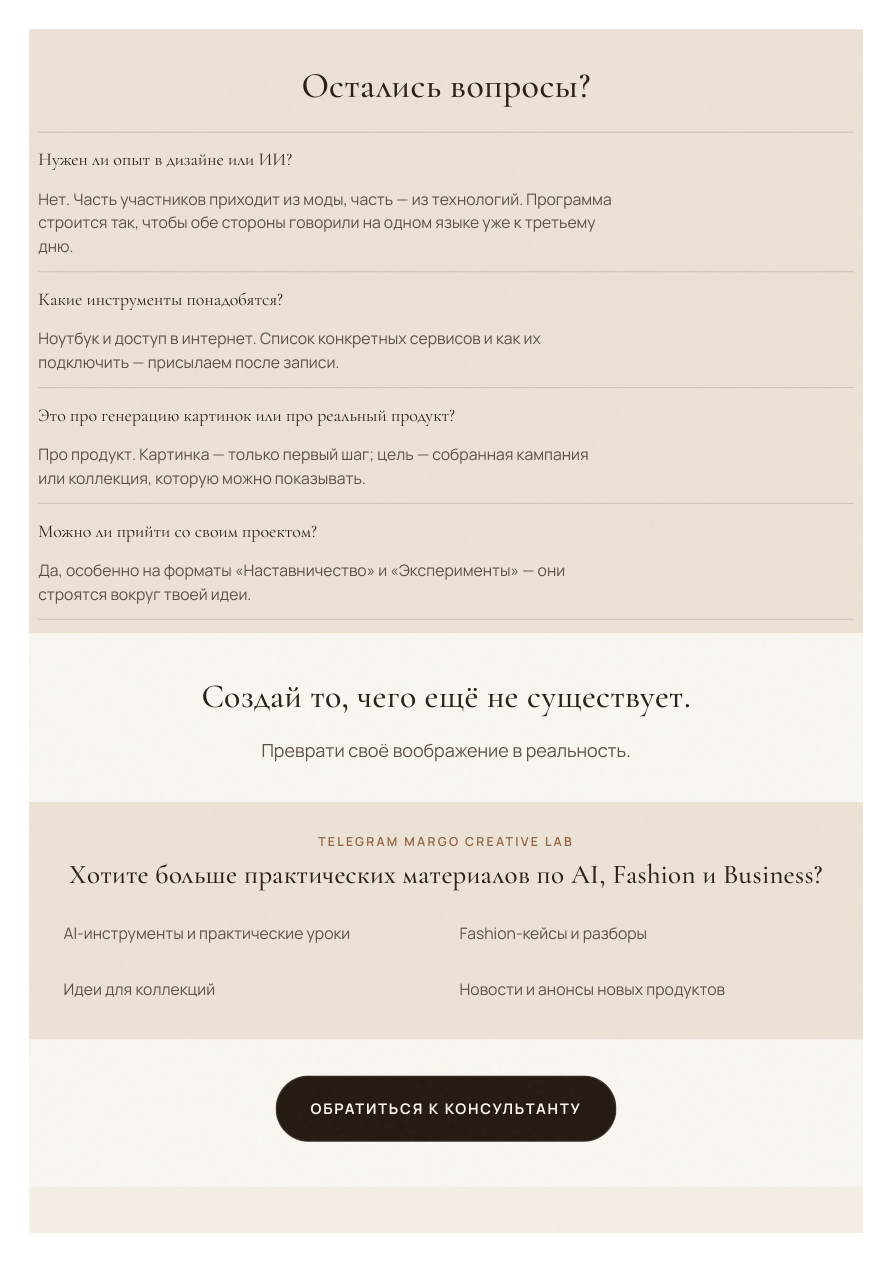 Остались вопросы?
Нужен ли опыт в дизайне или ИИ?
Нет. Часть участников приходит из моды, часть — из технологий. Программа
строится так, чтобы обе стороны говорили на одном языке уже к третьему
дню.
Какие инструменты понадобятся?
Ноутбук и доступ в интернет. Список конкретных сервисов и как их
подключить — присылаем после записи.
Это про генерацию картинок или про реальный продукт?
Про продукт. Картинка — только первый шаг; цель — собранная кампания
или коллекция, которую можно показывать.
Можно ли прийти со своим проектом?
Да, особенно на форматы «Наставничество» и «Эксперименты» — они
строятся вокруг твоей идеи.
Создай то, чего ещё не существует.
Преврати своё воображение в реальность.
TELEGRAM MARGO CREATIVE LAB
Хотите больше практических материалов по AI, Fashion и Business?
AI-инструменты и практические уроки
Fashion-кейсы и разборы
Идеи для коллекций
Новости и анонсы новых продуктов
ОБРАТИТЬСЯ К КОНСУЛЬТАНТУ